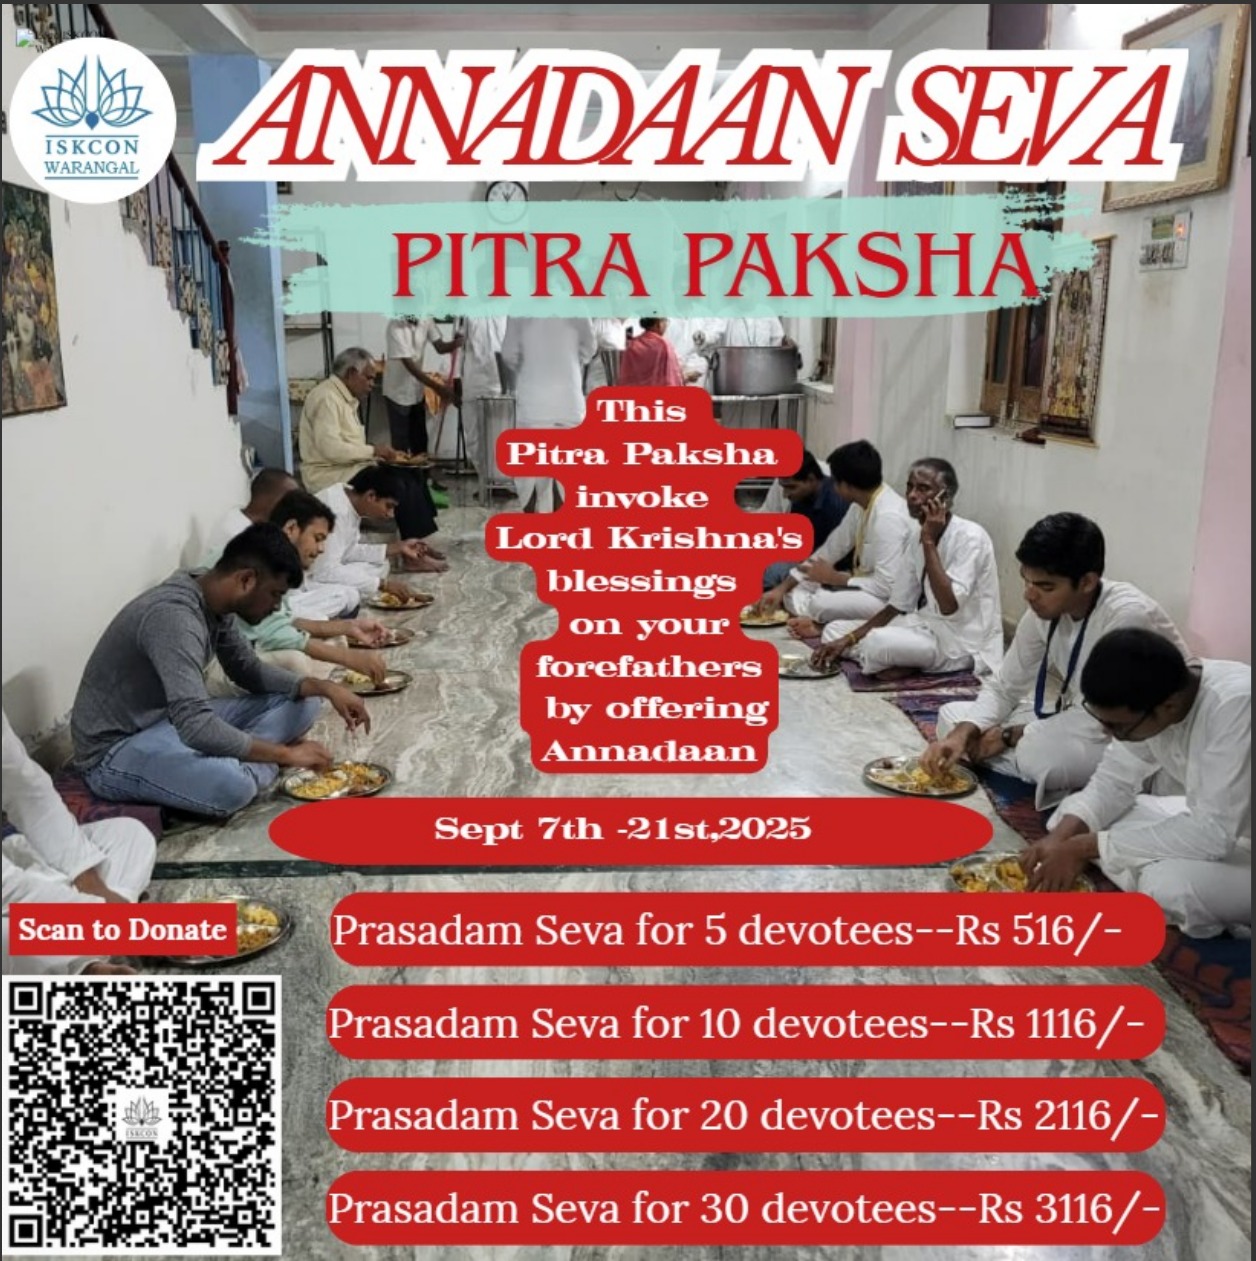 ISKCON
WARANGAL
ANNADAAN SEVA
PITRA PAKSHA
This
Pitra Paksha
invoke
Lord Krishna's
blessings
on your
forefathers
by offering
Annadaan
Sept 7th -21st,2025
Scan to Donate
Prasadam Seva for 5 devotees--Rs 516/-
Prasadam Seva for 10 devotees--Rs 1116/-
Prasadam Seva for 20 devotees--Rs 2116/-
Prasadam Seva for 30 devotees--Rs 3116/-
ISKCON